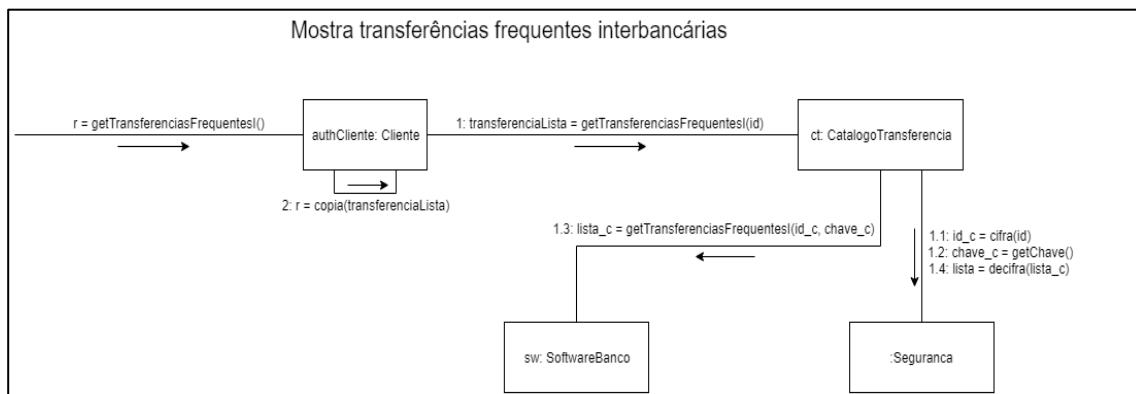 Mostra transferências frequentes interbancárias
r = getTransferenciasFrequentesI()
authCliente: Cliente
1: transferenciaLista = getTransferenciasFrequentesI(id)
ct: CatalogoTransferencia
2: r = copia(transferenciaLista)
1.3: lista_c = getTransferenciasFrequentesI(id_c, chave_c)
1.1: id_c = cifra(id)
1.2: chave_c = getChave()
1.4: lista = decifra(lista_c)
sw: SoftwareBanco
:Seguranca